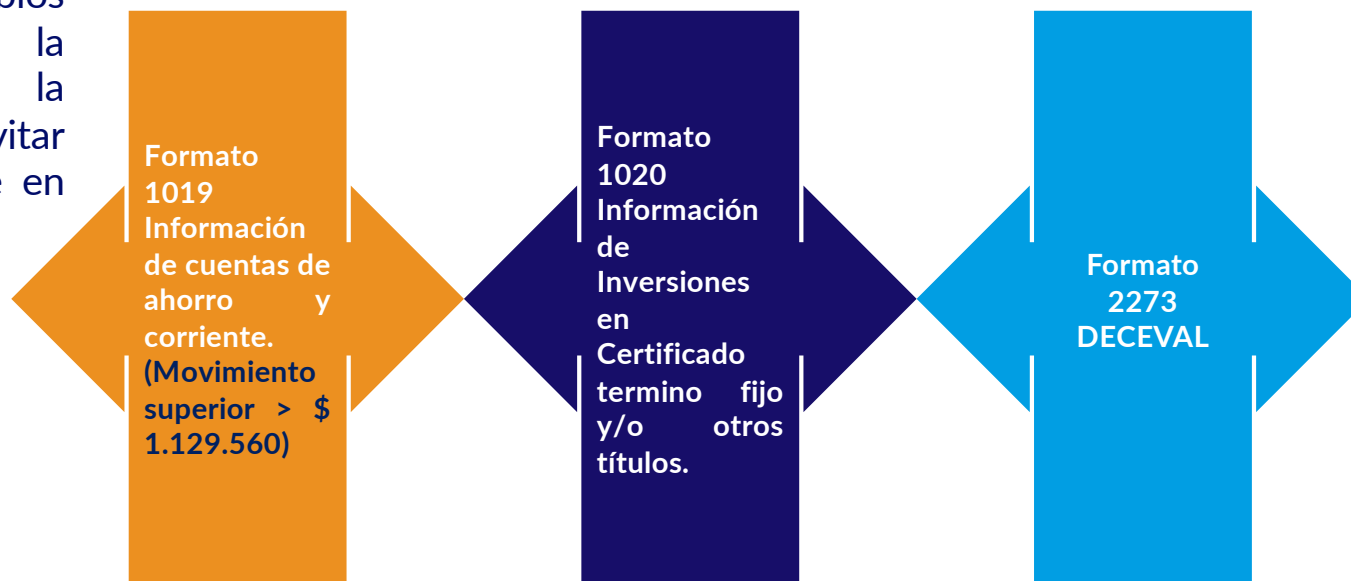 la
la
en
Formato
1019
Información
de cuentas de
ahorro y
corriente.
(Movimiento
superior > $
1.129.560)
Formato
1020
Información
de
Inversiones
en
Certificado
termino fijo
y/o otros
títulos.
Formato
2273
DECEVAL